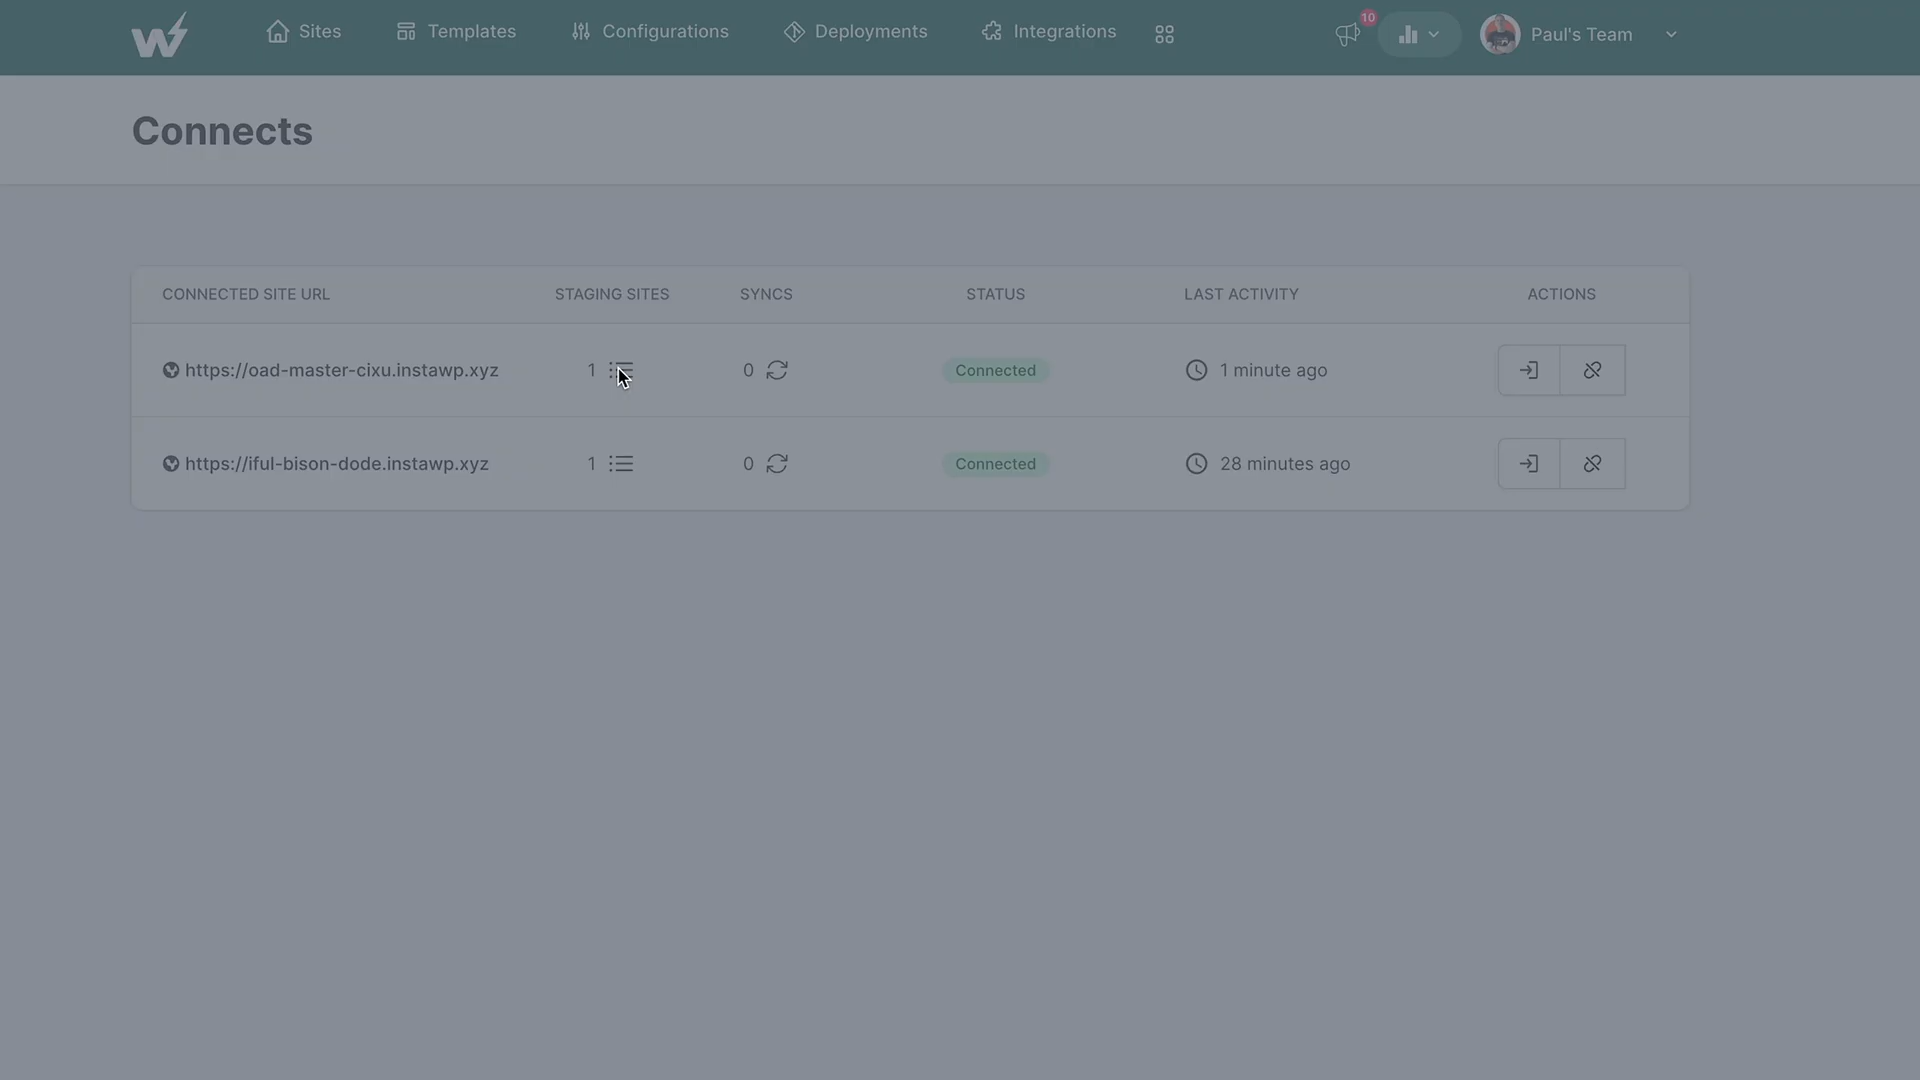 Sites Templates Configurations Deployments Integrations 10 Paul's Team
Connects
CONNECTED SITE URL STAGING SITES SYNCS STATUS LAST ACTIVITY ACTIONS
https://oad-master-cixu.instawp.xyz 1 0 Connected 1 minute ago
https://iful-bison-dode.instawp.xyz 1 0 Connected 28 minutes ago